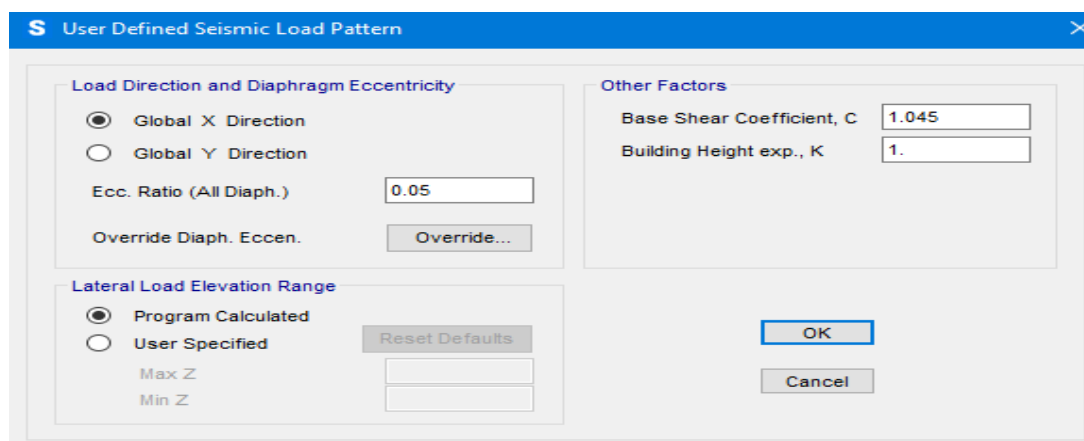 S User Defined Seismic Load Pattern
Load Direction and Diaphragm Eccentricity
Global X Direction
Global Y Direction
Ecc. Ratio (All Diaph.) 0.05
Override Diaph. Eccen. Override...
Other Factors
Base Shear Coefficient, C 1.045
Building Height exp., K 1.
Lateral Load Elevation Range
Program Calculated
User Specified Reset Defaults
Max Z
Min Z
OK
Cancel